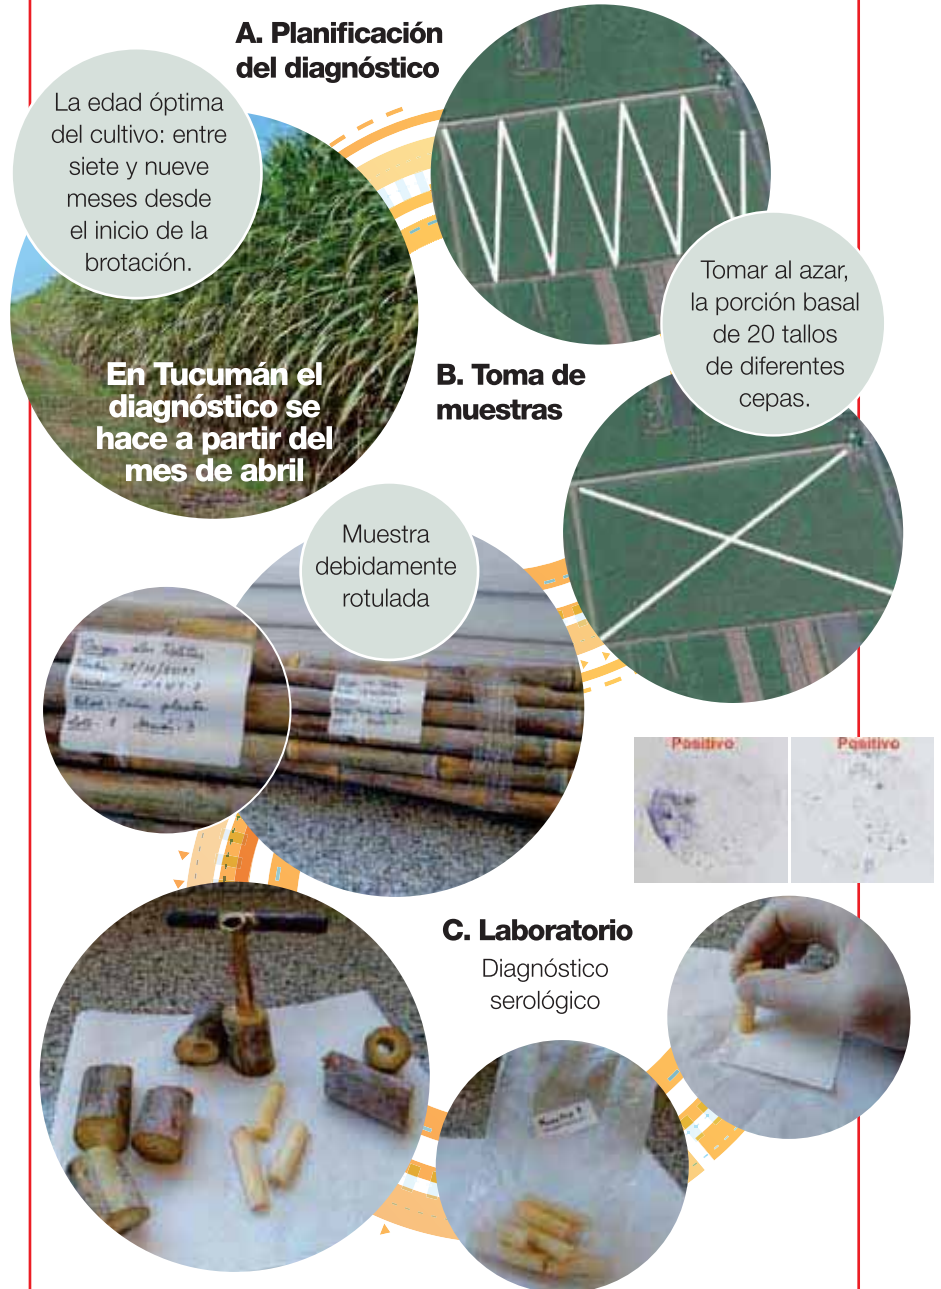 A. Planificación
del diagnóstico
La edad óptima
del cultivo: entre
siete y nueve
meses desde
el inicio de la
brotación.
En Tucumán el
diagnóstico se
hace a partir del
mes de abril
Tomar al azar,
la porción basal
de 20 tallos
de diferentes
cepas.
B. Toma de
muestras
Muestra
debidamente
rotulada
Positivo
Positivo
C. Laboratorio
Diagnóstico
serológico